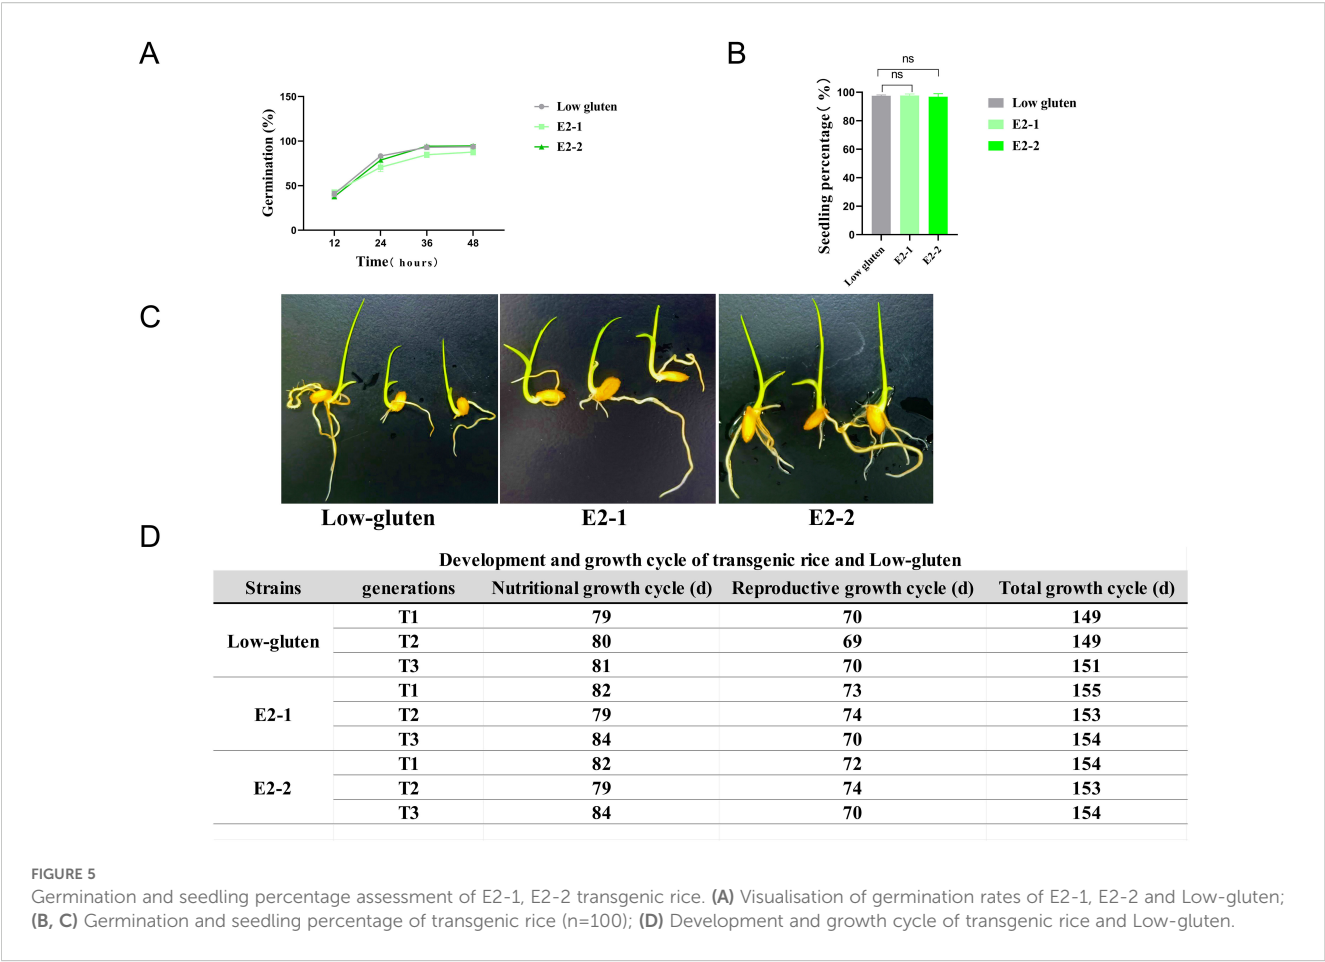 A
150
100
50
0
Germination (%)
12 24 36 48
Time( hours)
Low gluten
E2-1
E2-2
B
ns
ns
100
80
60
40
20
0
Seedling percentage( %)
Low gluten
E2-1
E2-2
Low gluten
E2-1
E2-2
C
Low-gluten E2-1 E2-2
D
Development and growth cycle of transgenic rice and Low-gluten
Strains generations Nutritional growth cycle (d) Reproductive growth cycle (d) Total growth cycle (d)
Low-gluten
T1 79 70 149
T2 80 69 149
T3 81 70 151
E2-1
T1 82 73 155
T2 79 74 153
T3 84 70 154
E2-2
T1 82 72 154
T2 79 74 153
T3 84 70 154
FIGURE 5
Germination and seedling percentage assessment of E2-1, E2-2 transgenic rice. (A) Visualisation of germination rates of E2-1, E2-2 and Low-gluten;
(B, C) Germination and seedling percentage of transgenic rice (n=100); (D) Development and growth cycle of transgenic rice and Low-gluten.